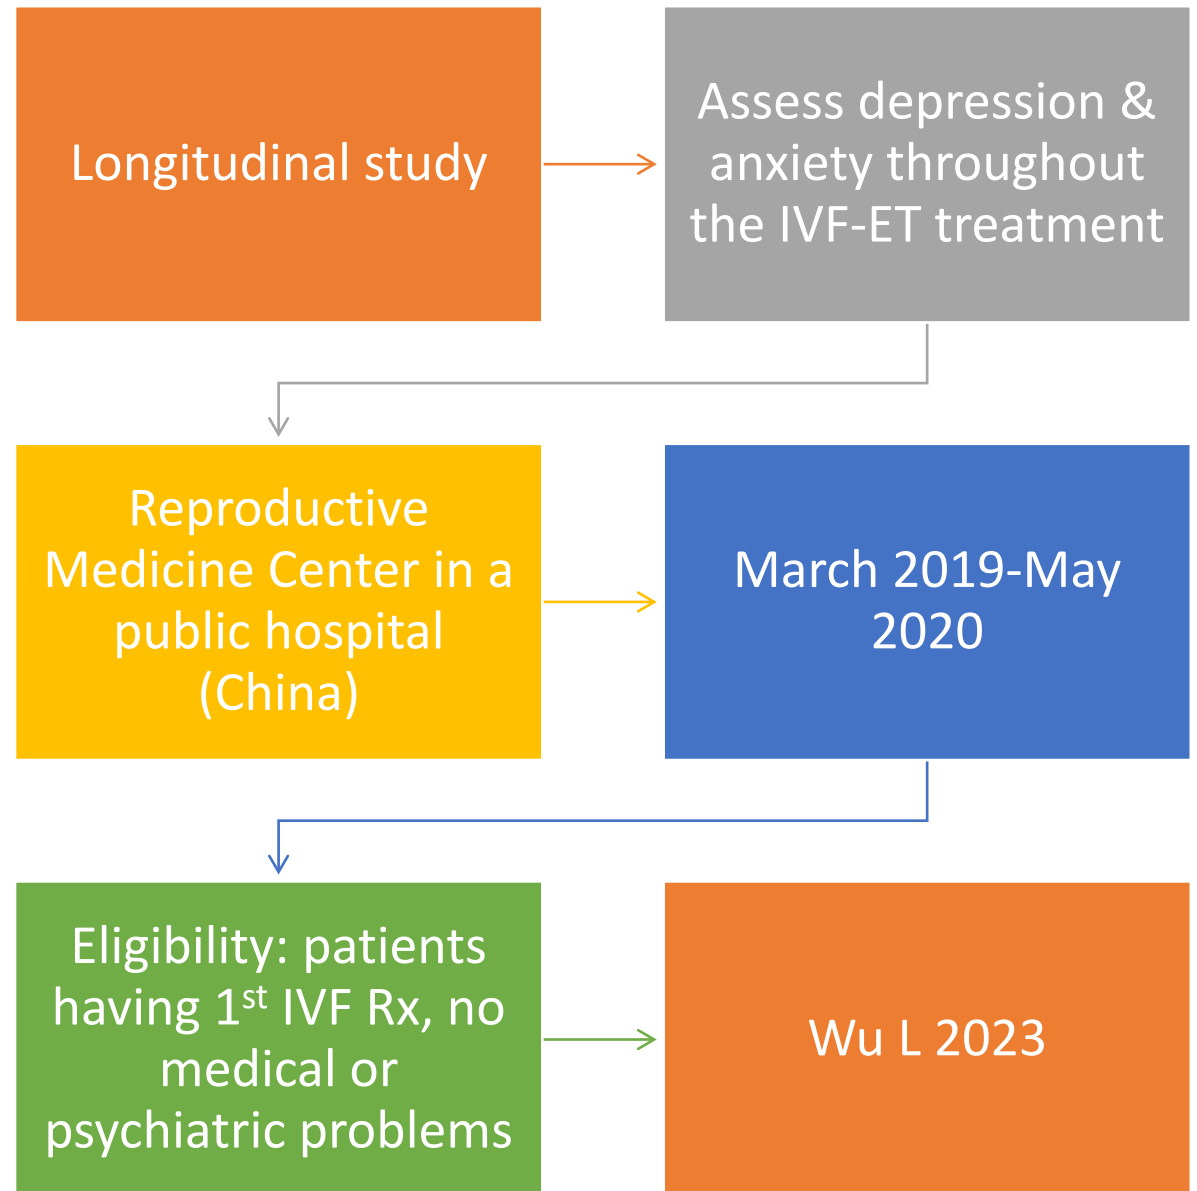 Longitudinal study
Assess depression &
anxiety throughout
the IVF-ET treatment
Reproductive
Medicine Center in a
public hospital
(China)
March 2019-May
2020
Eligibility: patients
having 1st IVF Rx, no
medical or
psychiatric problems
Wu L 2023